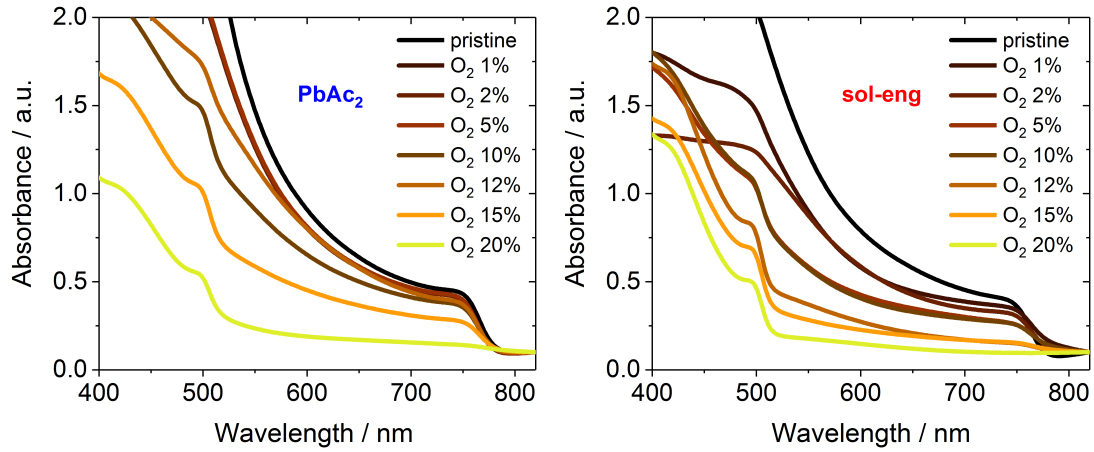 2.0
1.5
1.0
0.5
0.0
Absorbance / a.u.
400 500 600 700 800
Wavelength / nm
PbAc2
pristine
O2 1%
O2 2%
O2 5%
O2 10%
O2 12%
O2 15%
O2 20%
2.0
1.5
1.0
0.5
0.0
Absorbance / a.u.
400 500 600 700 800
Wavelength / nm
sol-eng
pristine
O2 1%
O2 2%
O2 5%
O2 10%
O2 12%
O2 15%
O2 20%